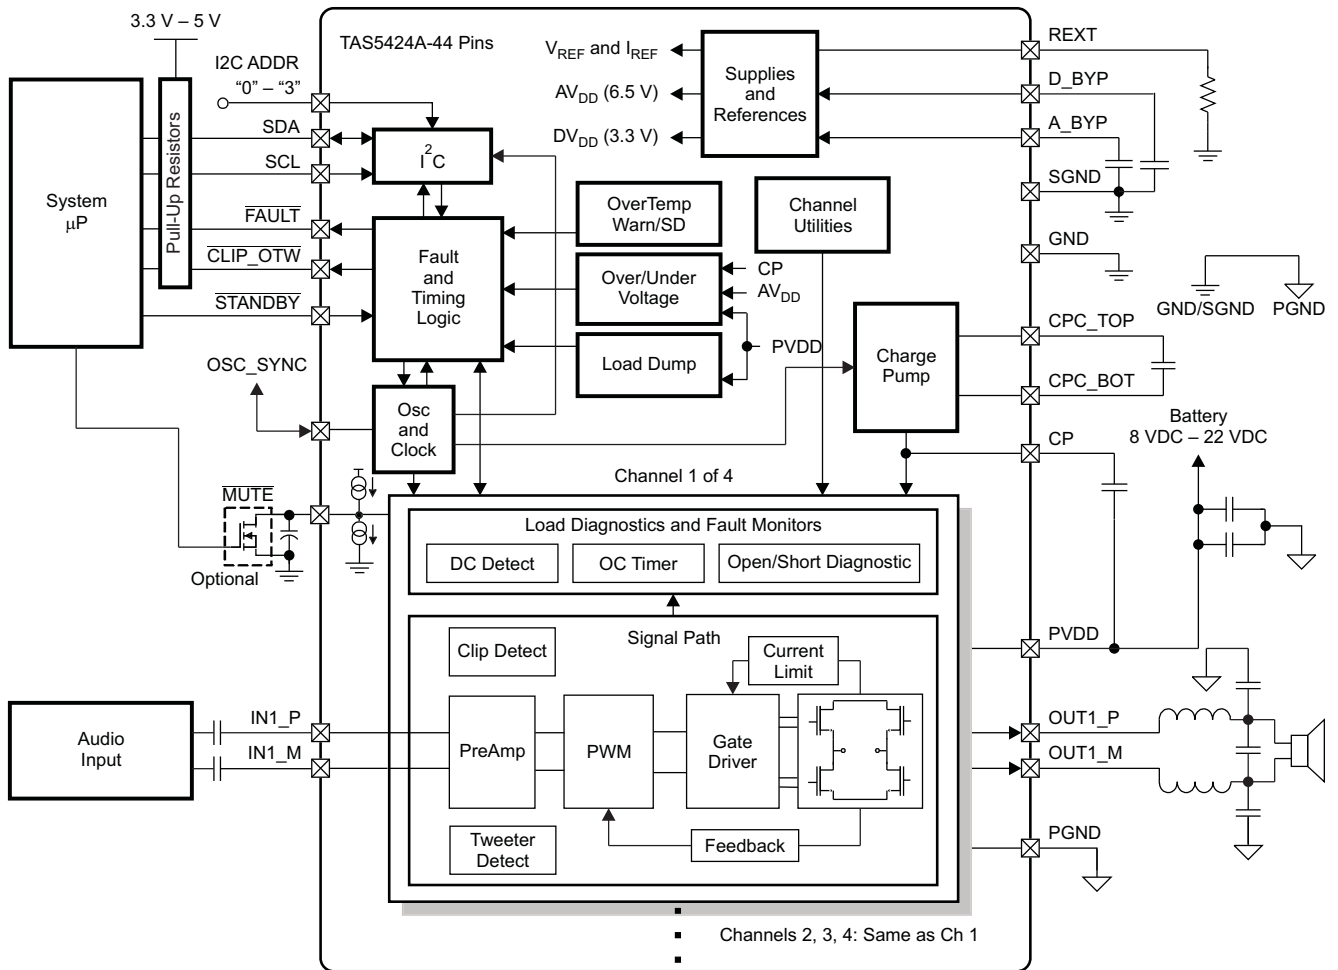 3.3 V – 5 V
TAS5424A-44 Pins
I2C ADDR
“0” – “3”
SDA
SCL
FAULT
CLIP_OTW
STANDBY
Pull-Up Resistors
System
μP
OSC_SYNC
MUTE
Optional
I²C
Fault
and
Timing
Logic
Osc
and
Clock
OverTemp
Warn/SD
Over/Under
Voltage
Load Dump
CP
AVDD
PVDD
Channel
Utilities
VREF and IREF
AVDD (6.5 V)
DVDD (3.3 V)
Supplies
and
References
Charge
Pump
REXT
D_BYP
A_BYP
SGND
GND
GND/SGND
PGND
CPC_TOP
CPC_BOT
CP
Battery
8 VDC – 22 VDC
Channel 1 of 4
Load Diagnostics and Fault Monitors
DC Detect
OC Timer
Open/Short Diagnostic
Signal Path
Clip Detect
Current
Limit
PreAmp
PWM
Gate
Driver
Feedback
Tweeter
Detect
Audio
Input
IN1_P
IN1_M
PVDD
OUT1_P
OUT1_M
PGND
Channels 2, 3, 4: Same as Ch 1